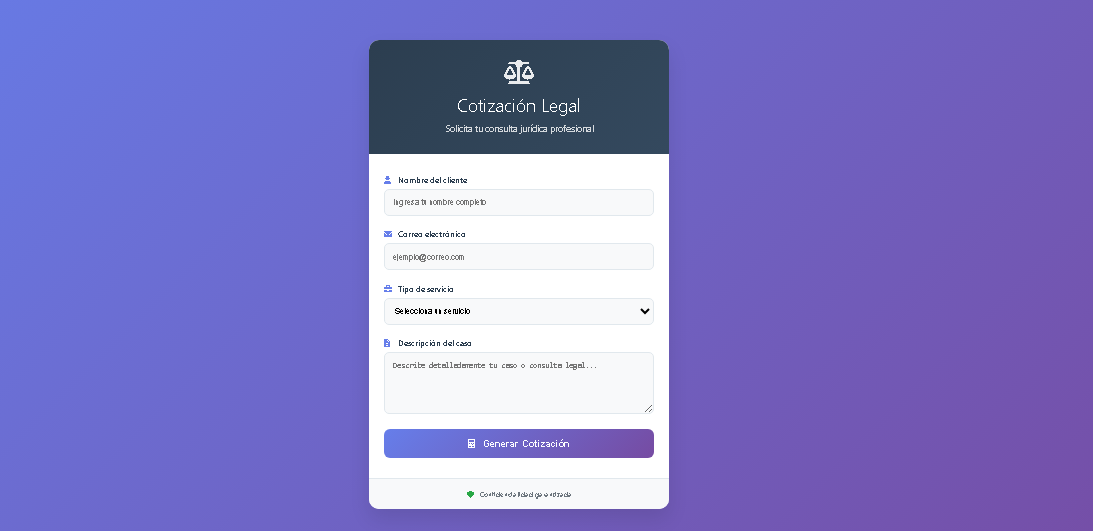 Cotización Legal
Solicita tu consulta jurídica profesional
Nombre del cliente
Ingresa tu nombre completo
Correo electrónico
ejemplo@correo.com
Tipo de servicio
Selecciona un servicio
Descripción del caso
Describe detalladamente tu caso o consulta legal...
Generar Cotización
Confidencialidad garantizada